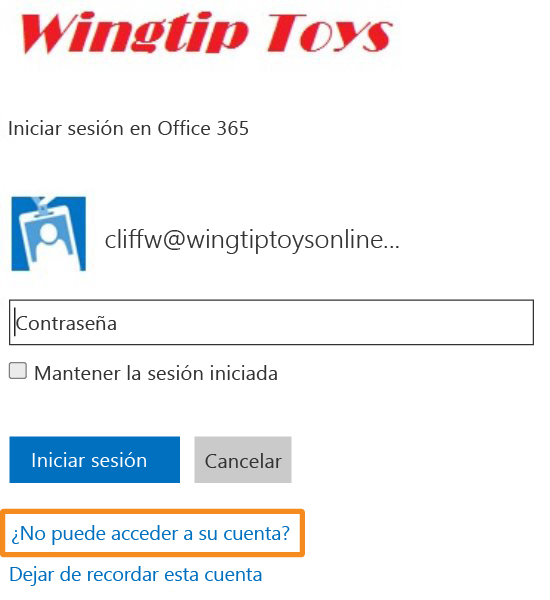 Wingtip Toys
Iniciar sesión en Office 365
cliffw@wingtiptoysonline...
Contraseña
Mantener la sesión iniciada
Iniciar sesión
Cancelar
¿No puede acceder a su cuenta?
Dejar de recordar esta cuenta